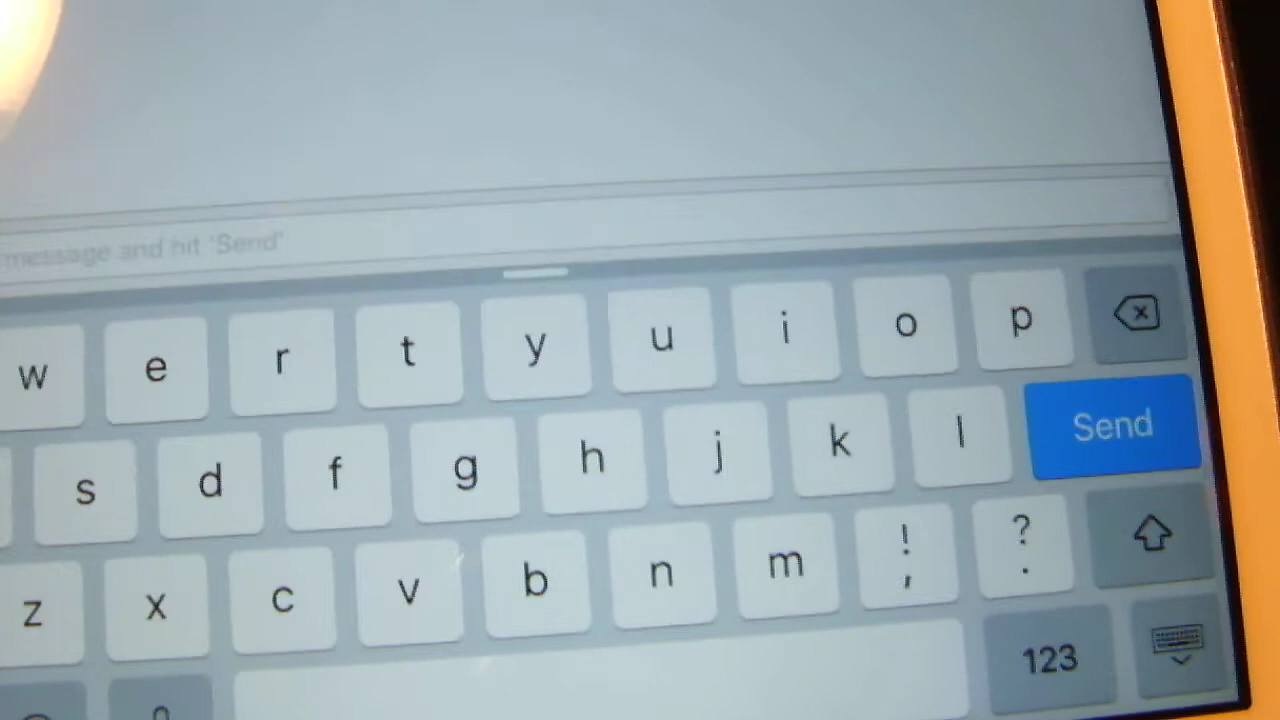 message and hit 'Send'
w e r t y u i o p
s d f g h j k l Send
z x c v b n m ! , ? .
123